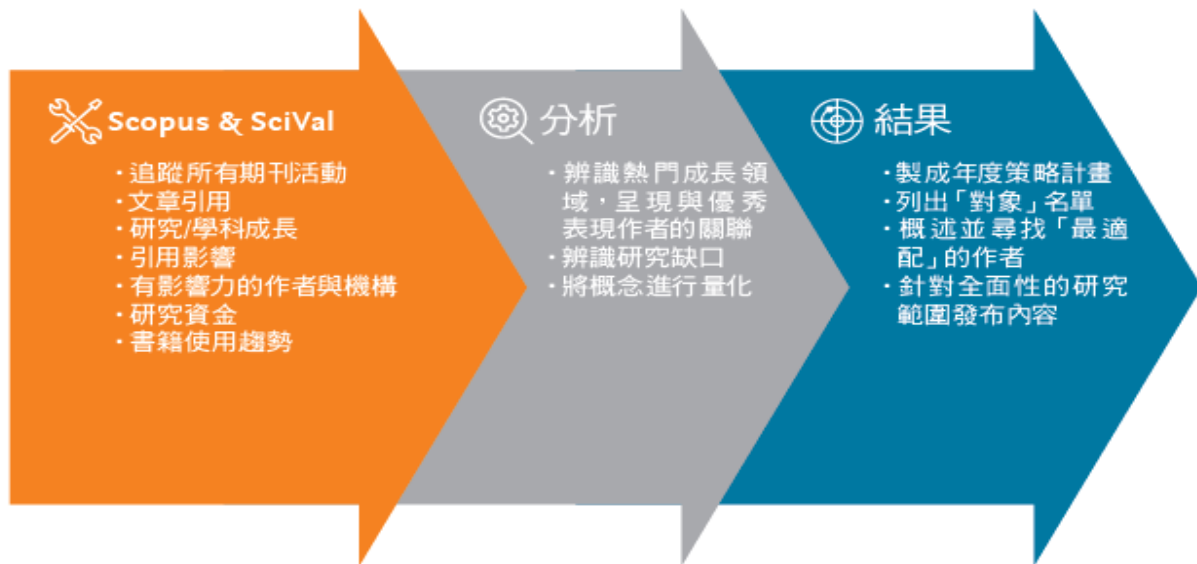 Scopus & SciVal
・追蹤所有期刊活動
・文章引用
・研究/學科成長
・引用影響
・有影響力的作者與機構
・研究資金
・書籍使用趨勢
分析
・辨識熱門成長領
域，呈現與優秀
表現作者的關聯
・辨識研究缺口
・將概念進行量化
結果
・製成年度策略計畫
・列出「對象」名單
・概述並尋找「最適
配」的作者
・針對全面性的研究
範圍發布內容